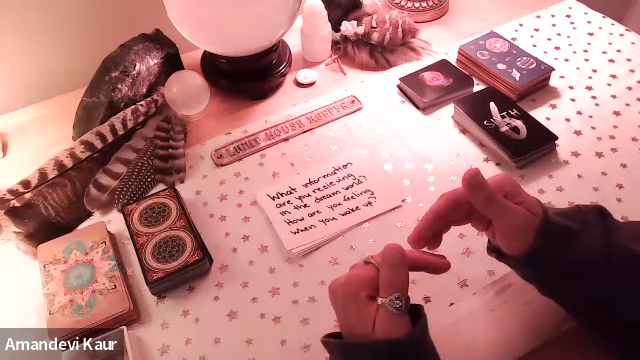 LIGHT HOUSE KEEPER
What information
are you recieving
in the dream world?
How are you feeling
when you wake up?
Amandevi Kaur